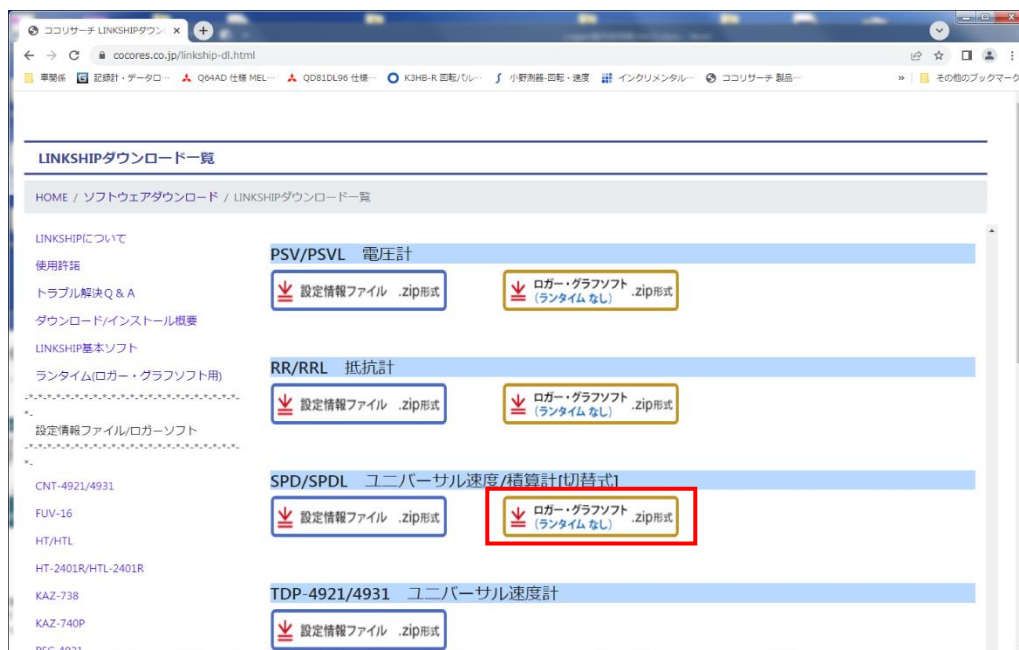 ココリサーチ LINKSHIPダウン
cocores.co.jp/linkship-dl.html
車関係 記録計・データロ… Q64AD 仕様 MEL… QD81DL96 仕様… K3HB-R 回転パル… 小野測器-回転・速度 インクリメンタル… ココリサーチ 製品… » その他のブックマーク
LINKSHIPダウンロード一覧
HOME / ソフトウェアダウンロード / LINKSHIPダウンロード一覧
LINKSHIPについて
使用許諾
トラブル解決Q & A
ダウンロード/インストール概要
LINKSHIP基本ソフト
ランタイム(ロガー・グラフソフト用)
-*-*-*-*-*-*-*-*-*-*-*-*-*-*-*-*-*-*-*-*-*-*-*-
*-
設定情報ファイル/ロガーソフト
-*-*-*-*-*-*-*-*-*-*-*-*-*-*-*-*-*-*-*-*-*-*-*-
*-
CNT-4921/4931
FUV-16
HT/HTL
HT-2401R/HTL-2401R
KAZ-738
KAZ-740P
PSV/PSVL 電圧計
設定情報ファイル .zip形式
ロガー・グラフソフト .zip形式
(ランタイム なし)
RR/RRL 抵抗計
設定情報ファイル .zip形式
ロガー・グラフソフト .zip形式
(ランタイム なし)
SPD/SPDL ユニバーサル速度/積算計[切替式]
設定情報ファイル .zip形式
ロガー・グラフソフト .zip形式
(ランタイム なし)
TDP-4921/4931 ユニバーサル速度計
設定情報ファイル .zip形式